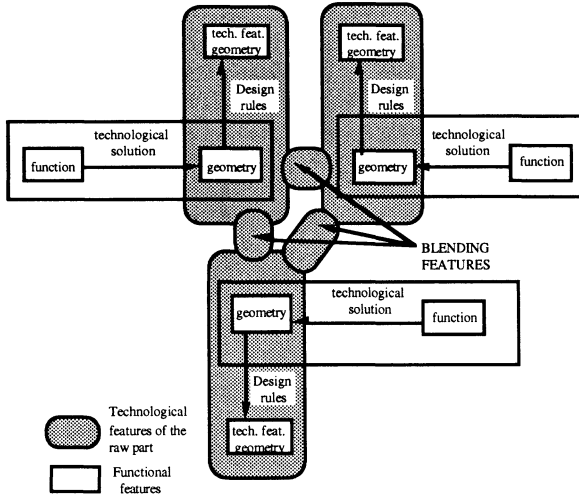 tech. feat.
geometry
tech. feat.
geometry
Design
rules
Design
rules
technological
solution
technological
solution
function
geometry
geometry
function
BLENDING
FEATURES
technological
solution
geometry
function
Design
rules
tech. feat.
geometry
Technological
features of the
raw part
Functional
features